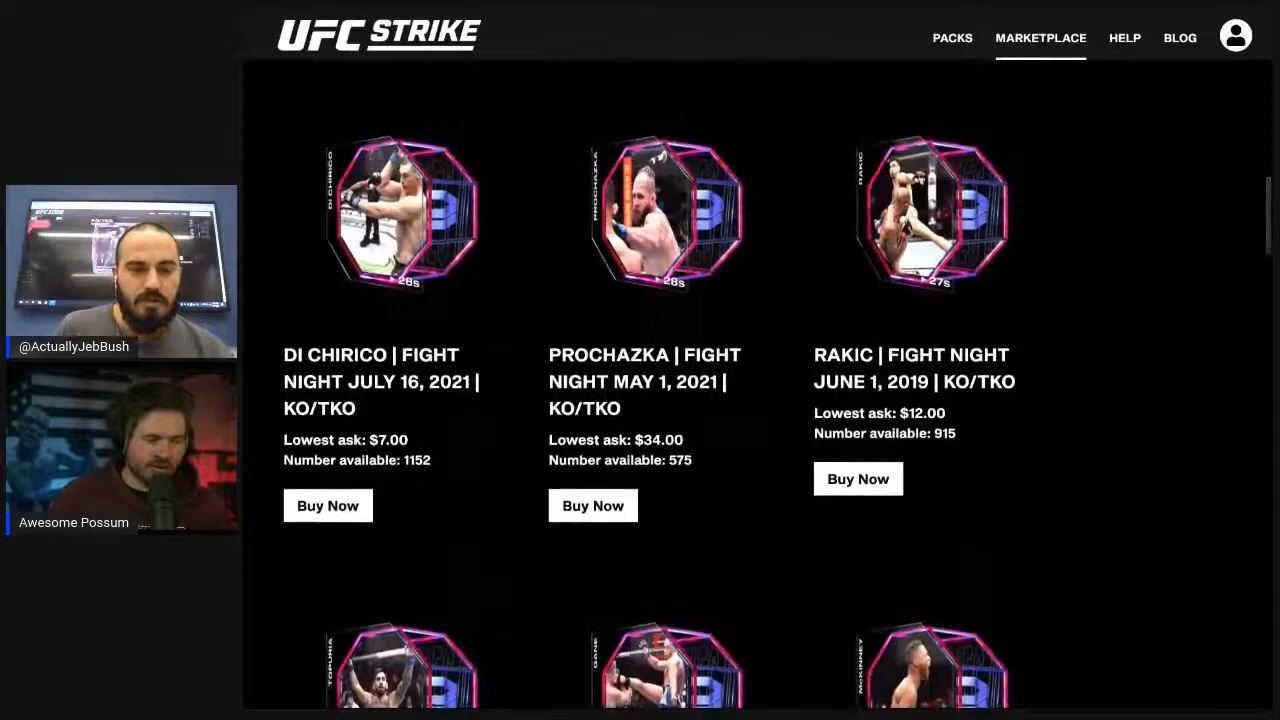 UFC STRIKE
PACKS
MARKETPLACE
HELP
BLOG
DI CHIRICO
26s
PROCHAZKA
28s
RAKIC
27s
DI CHIRICO | FIGHT
NIGHT JULY 16, 2021 |
KO/TKO
Lowest ask: $7.00
Number available: 1152
Buy Now
PROCHAZKA | FIGHT
NIGHT MAY 1, 2021 |
KO/TKO
Lowest ask: $34.00
Number available: 575
Buy Now
RAKIC | FIGHT NIGHT
JUNE 1, 2019 | KO/TKO
Lowest ask: $12.00
Number available: 915
Buy Now
@ActuallyJebBush
Awesome Possum
TOPURIA
GANE
McKINNEY